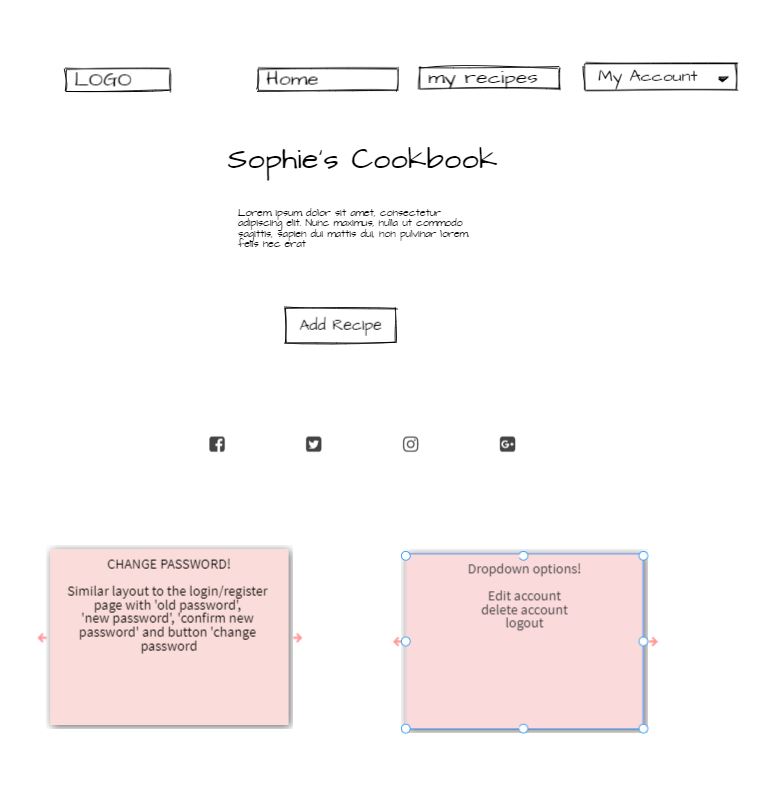 LOGO
Home
my recipes
My Account
Sophie's Cookbook
Lorem ipsum dolor sit amet, consectetur
adipiscing elit. Nunc maximus, nulla ut commodo
sagittis, sapien dui mattis dui, non pulvinar lorem
felis nec erat
Add Recipe
CHANGE PASSWORD!
Similar layout to the login/register
page with 'old password',
'new password', 'confirm new
password' and button 'change
password
Dropdown options!
Edit account
delete account
logout